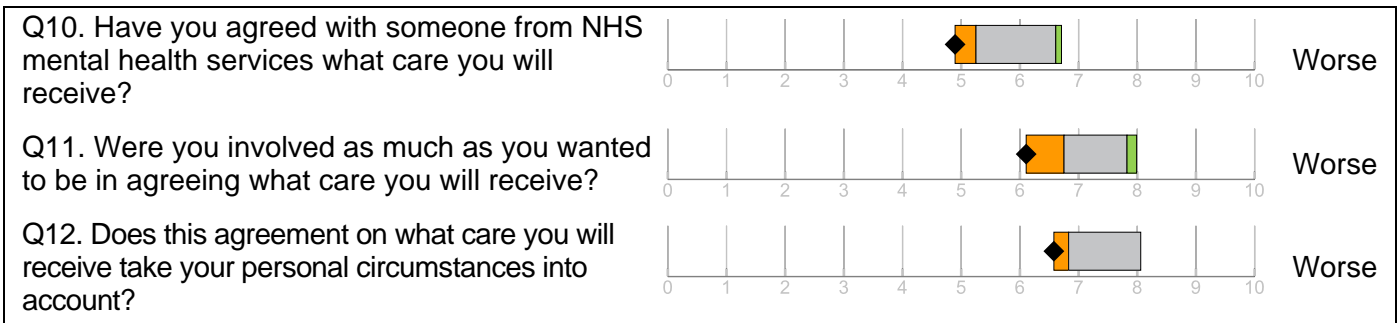 Q10. Have you agreed with someone from NHS
mental health services what care you will
receive?
0 1 2 3 4 5 6 7 8 9 10
Worse
Q11. Were you involved as much as you wanted
to be in agreeing what care you will receive?
0 1 2 3 4 5 6 7 8 9 10
Worse
Q12. Does this agreement on what care you will
receive take your personal circumstances into
account?
0 1 2 3 4 5 6 7 8 9 10
Worse